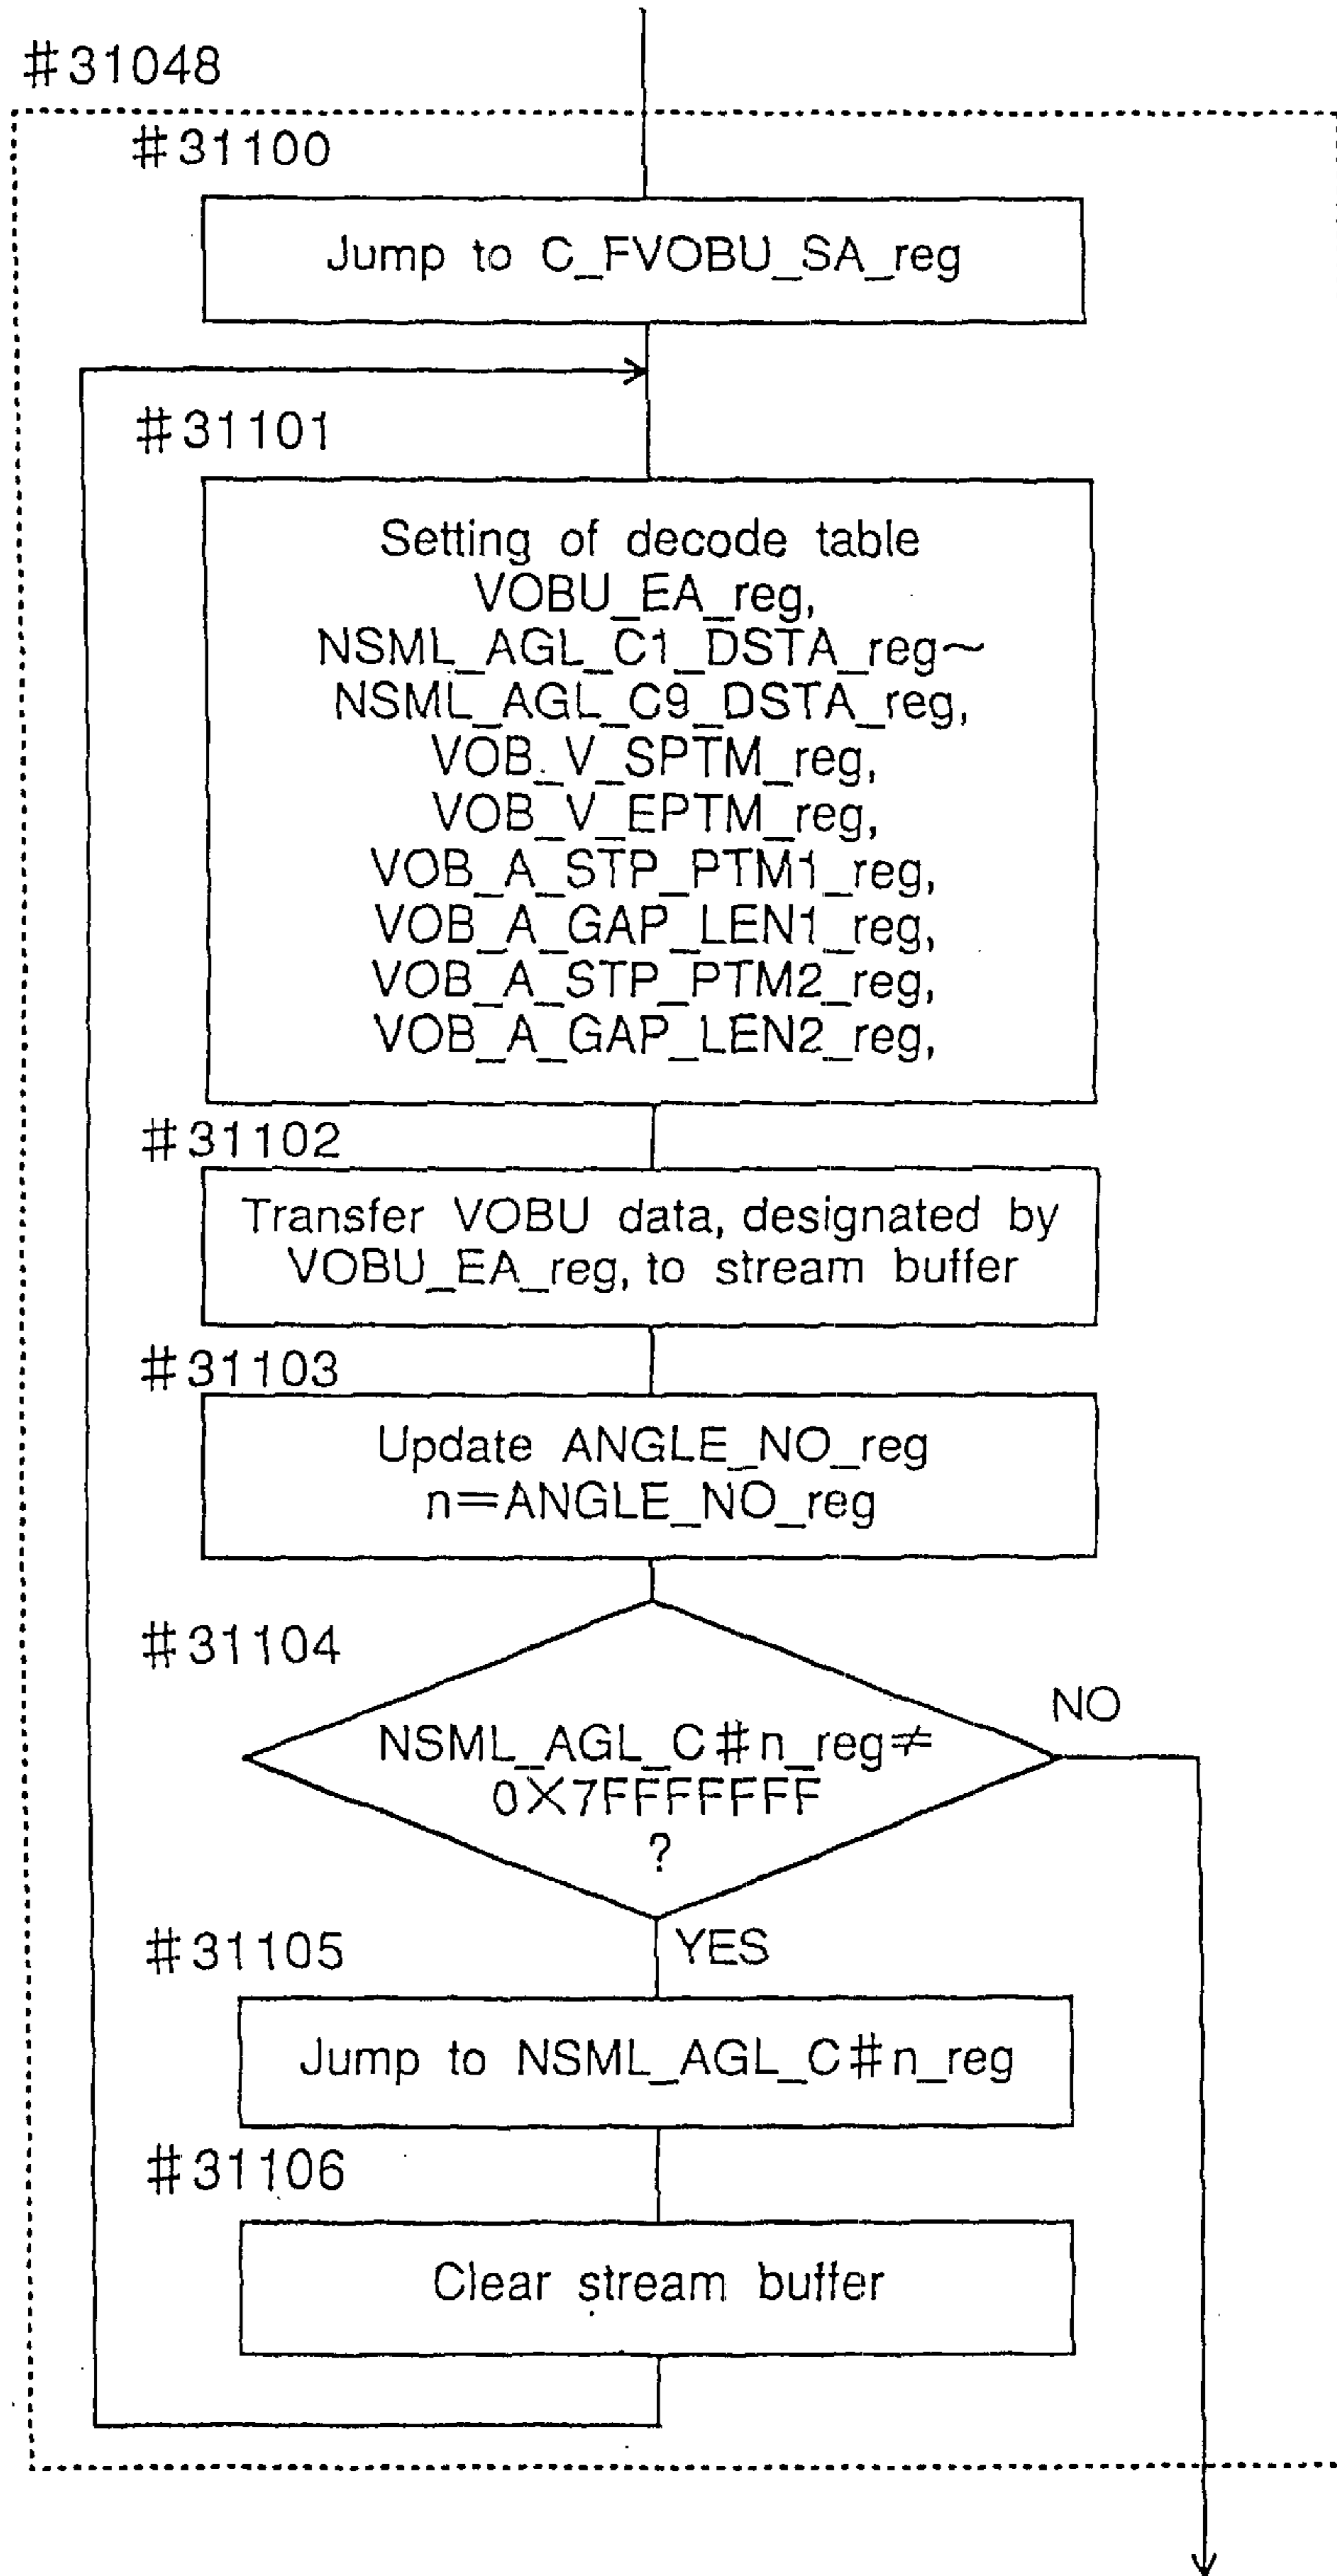 #31048
#31100
Jump to C_FVOBU_SA_reg
#31101
Setting of decode table
VOBU_EA_reg,
NSML_AGL_C1_DSTA_reg~
NSML_AGL_C9_DSTA_reg,
VOB_V_SPTM_reg,
VOB_V_EPTM_reg,
VOB_A_STP_PTM1_reg,
VOB_A_GAP_LEN1_reg,
VOB_A_STP_PTM2_reg,
VOB_A_GAP_LEN2_reg,
#31102
Transfer VOBU data, designated by
VOBU_EA_reg, to stream buffer
#31103
Update ANGLE_NO_reg
n=ANGLE_NO_reg
#31104
NO
NSML_AGL_C#n_reg≠
0X7FFFFFFF
?
#31105
YES
Jump to NSML_AGL_C#n_reg
#31106
Clear stream buffer